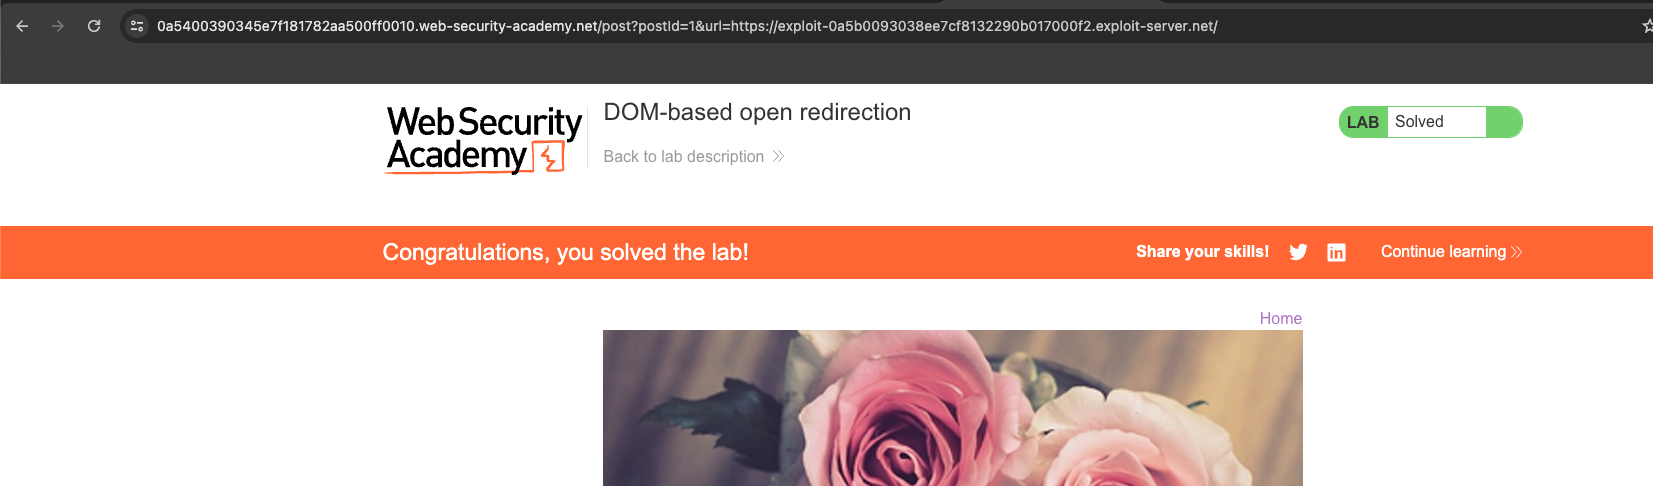 0a5400390345e7f181782aa500ff0010.web-security-academy.net/post?postId=1&url=https://exploit-0a5b0093038ee7cf8132290b017000f2.exploit-server.net/
Web Security
Academy
DOM-based open redirection
Back to lab description
LAB Solved
Congratulations, you solved the lab!
Share your skills!
Continue learning
Home